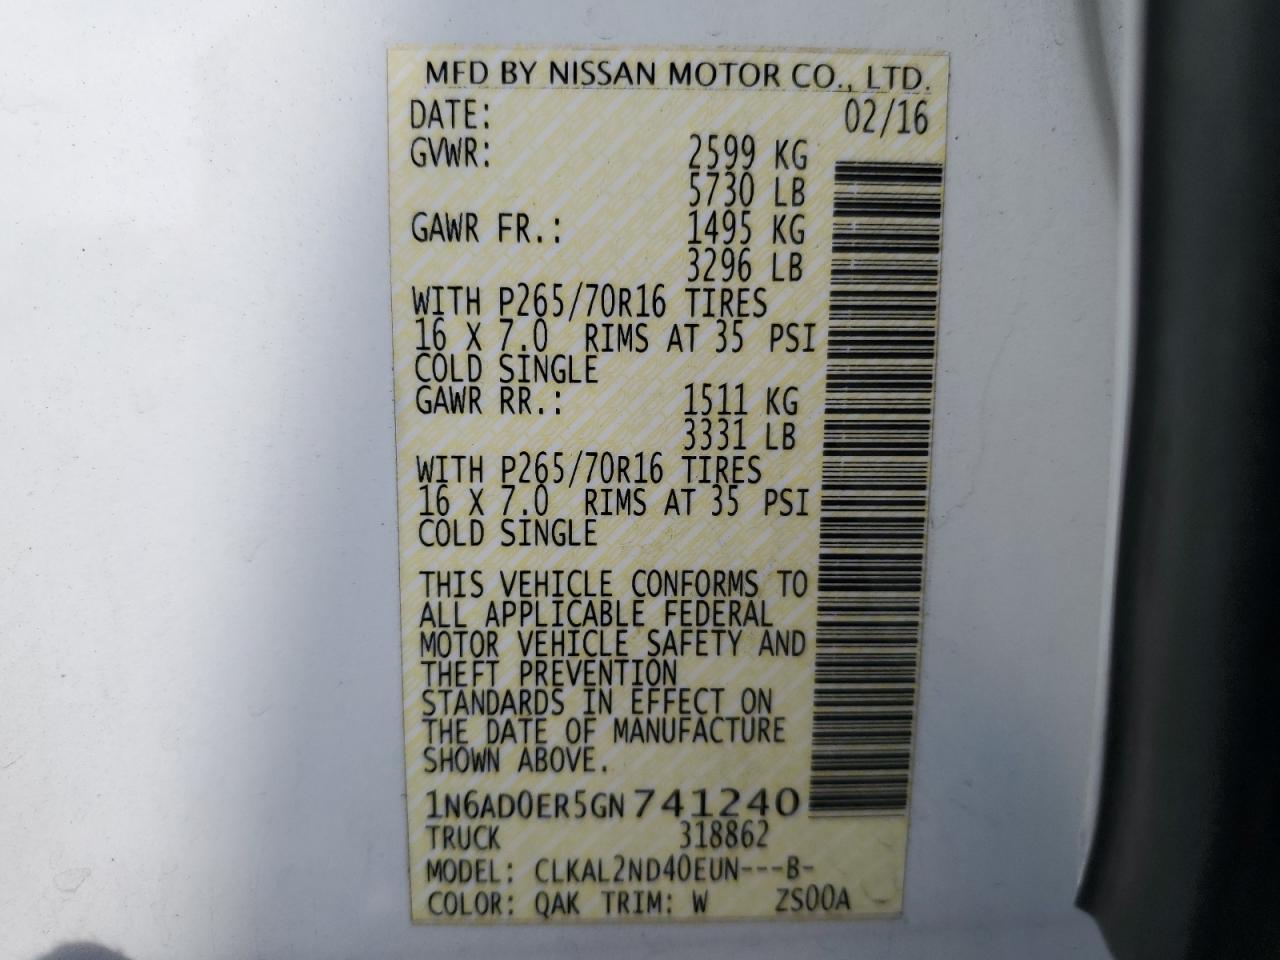 MFD BY NISSAN MOTOR CO., LTD.
DATE: 02/16
GVWR: 2599 KG
5730 LB
GAWR FR.: 1495 KG
3296 LB
WITH P265/70R16 TIRES
16 X 7.0 RIMS AT 35 PSI
COLD SINGLE
GAWR RR.: 1511 KG
3331 LB
WITH P265/70R16 TIRES
16 X 7.0 RIMS AT 35 PSI
COLD SINGLE
THIS VEHICLE CONFORMS TO
ALL APPLICABLE FEDERAL
MOTOR VEHICLE SAFETY AND
THEFT PREVENTION
STANDARDS IN EFFECT ON
THE DATE OF MANUFACTURE
SHOWN ABOVE.
1N6AD0ER5GN741240
TRUCK 318862
MODEL: CLKAL2ND40EUN---B-
COLOR: QAK TRIM: W ZS00A